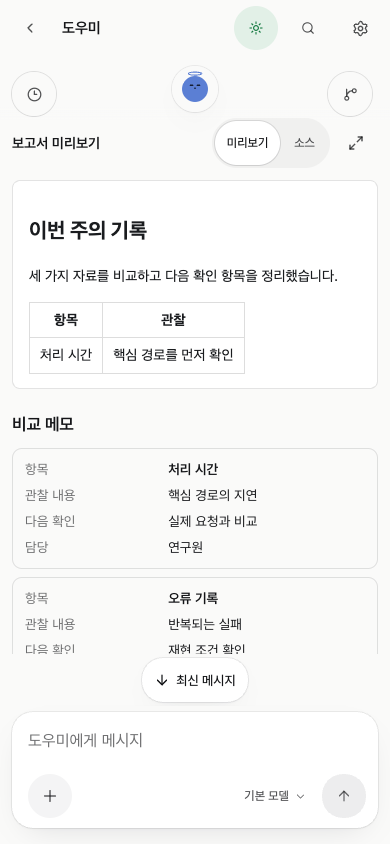 도우미
보고서 미리보기
미리보기
소스
이번 주의 기록
세 가지 자료를 비교하고 다음 확인 항목을 정리했습니다.
항목 관찰
처리 시간 핵심 경로를 먼저 확인
비교 메모
항목 처리 시간
관찰 내용 핵심 경로의 지연
다음 확인 실제 요청과 비교
담당 연구원
항목 오류 기록
관찰 내용 반복되는 실패
다음 확인 재현 조건 확인
최신 메시지
도우미에게 메시지
기본 모델